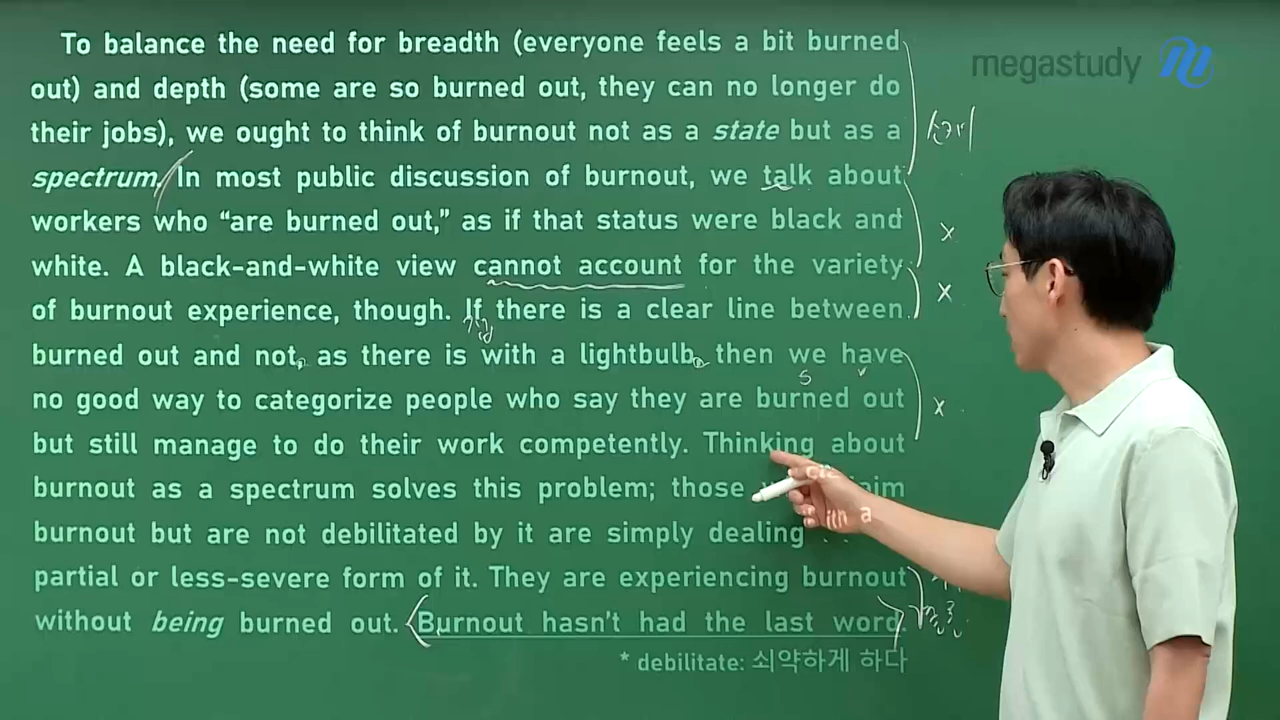 megastudy
To balance the need for breadth (everyone feels a bit burned
out) and depth (some are so burned out, they can no longer do
their jobs), we ought to think of burnout not as a state but as a
spectrum. In most public discussion of burnout, we talk about
workers who “are burned out,” as if that status were black and
white. A black-and-white view cannot account for the variety
of burnout experience, though. If there is a clear line between
burned out and not, as there is with a lightbulb, then we have
no good way to categorize people who say they are burned out
but still manage to do their work competently. Thinking about
burnout as a spectrum solves this problem; those claim
burnout but are not debilitated by it are simply dealing with a
partial or less-severe form of it. They are experiencing burnout
without being burned out. Burnout hasn’t had the last word.
* debilitate: 쇠약하게 하다